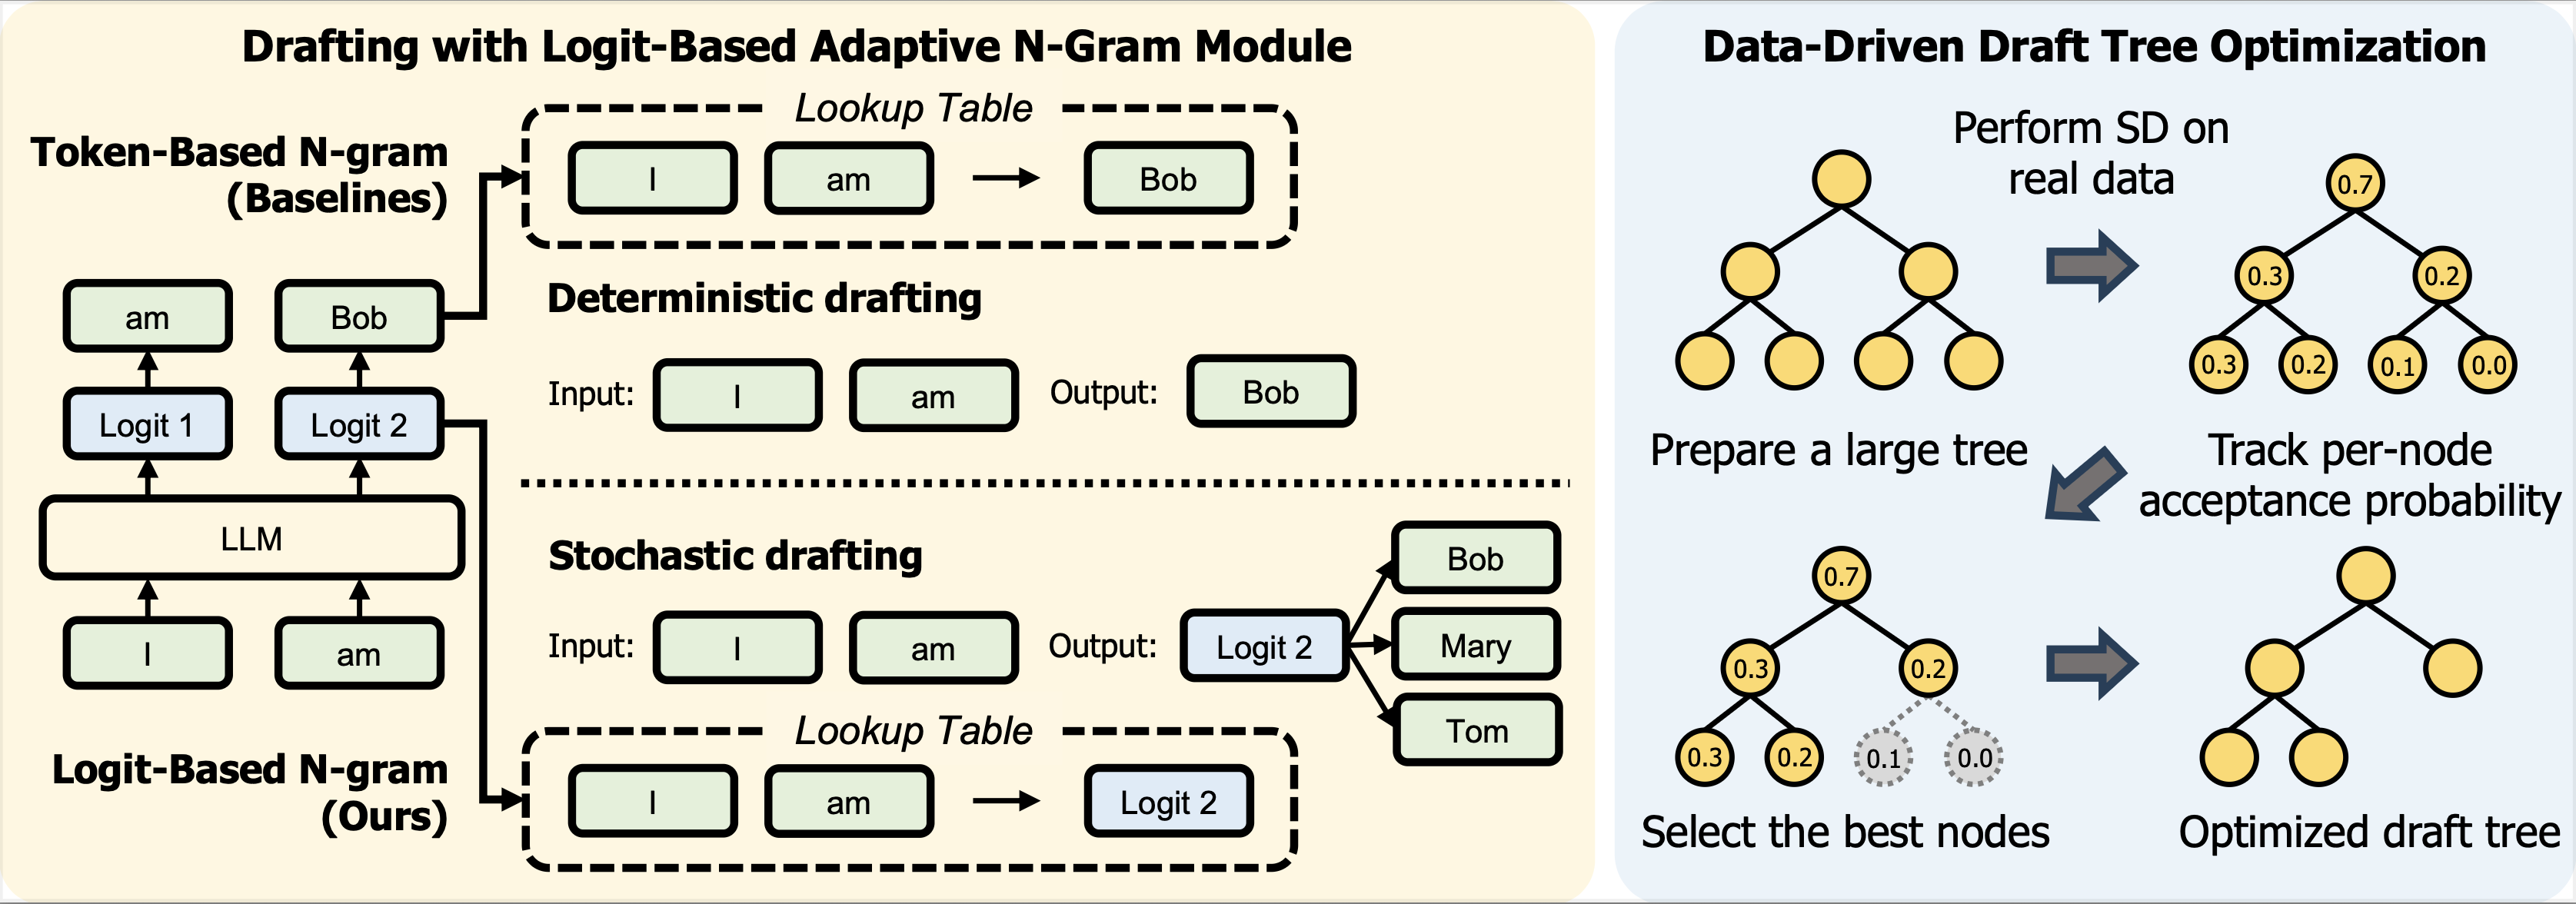 Drafting with Logit-Based Adaptive N-Gram Module
Token-Based N-gram
(Baselines)
Lookup Table
I am Bob
Deterministic drafting
Input: I am Output: Bob
am Bob
Logit 1 Logit 2
LLM
I am
Stochastic drafting
Input: I am Output: Logit 2
Bob
Mary
Tom
Logit-Based N-gram
(Ours)
Lookup Table
I am Logit 2
Data-Driven Draft Tree Optimization
Perform SD on
real data
Prepare a large tree
0.7
0.3 0.2
0.3 0.2 0.1 0.0
Track per-node
acceptance probability
0.7
0.3 0.2
0.3 0.2 0.1 0.0
Select the best nodes
Optimized draft tree